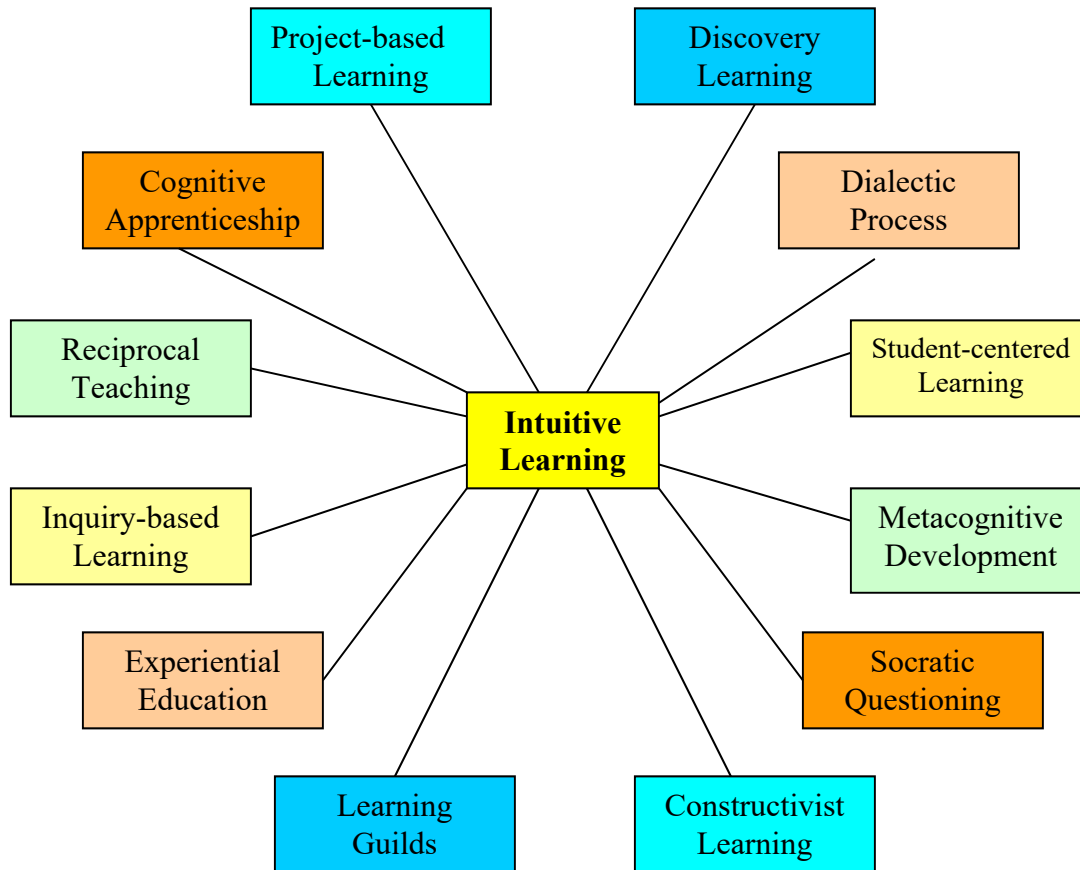 Project-based
Learning
Discovery
Learning
Cognitive
Apprenticeship
Dialectic
Process
Reciprocal
Teaching
Student-centered
Learning
Intuitive
Learning
Inquiry-based
Learning
Metacognitive
Development
Experiential
Education
Socratic
Questioning
Learning
Guilds
Constructivist
Learning